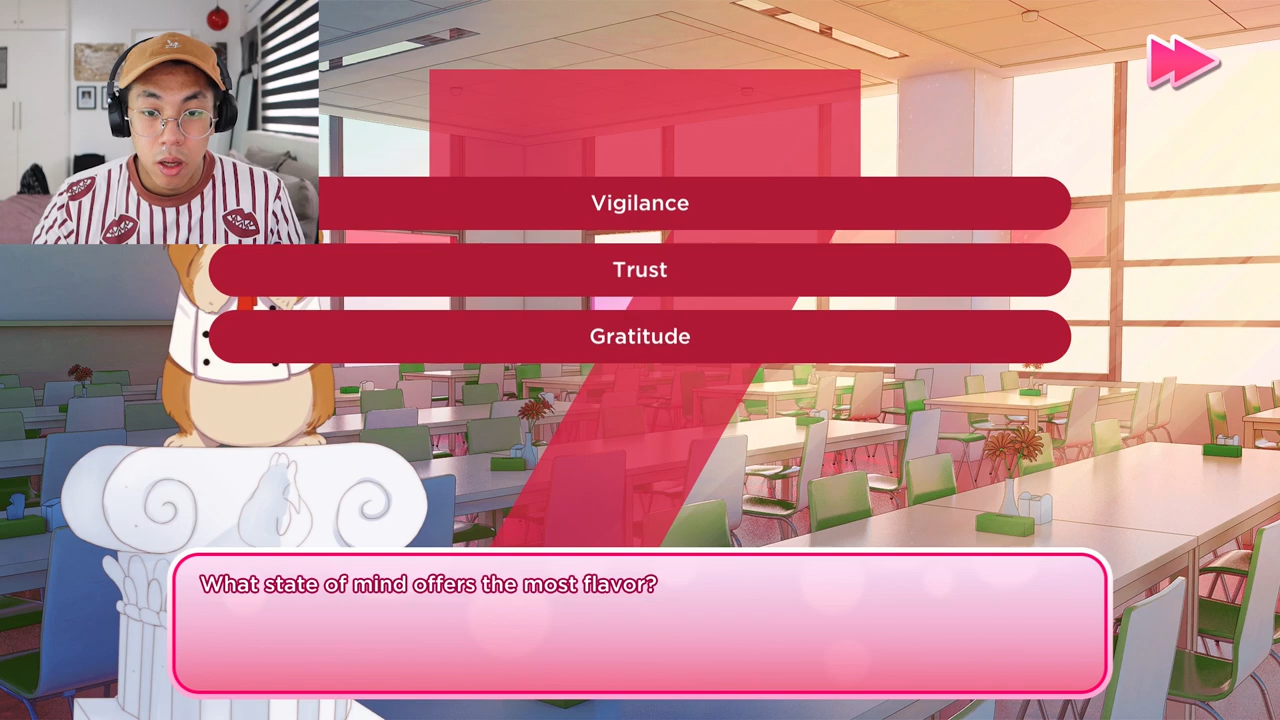 Vigilance
Trust
Gratitude
What state of mind offers the most flavor?